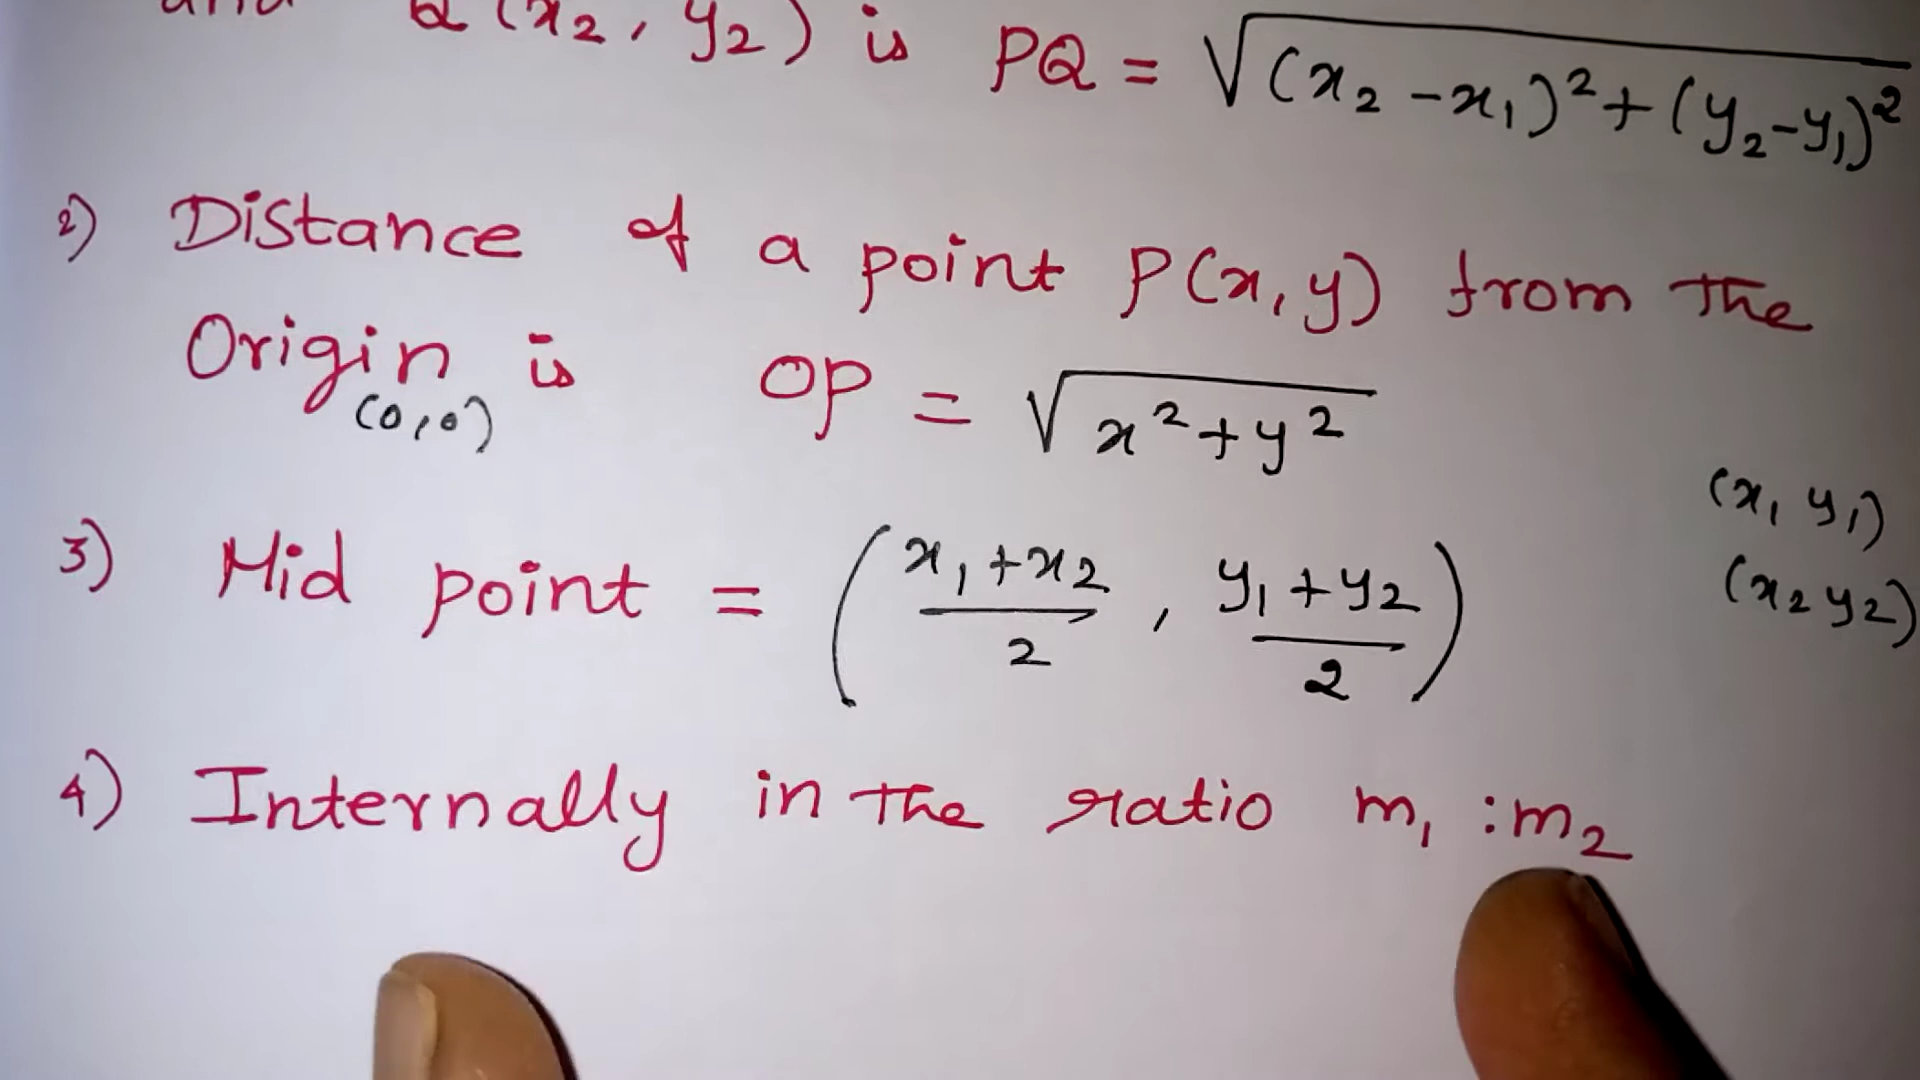 and Q(x₂, y₂) is PQ = √(x₂ - x₁)² + (y₂ - y₁)²
2) Distance of a point P(x, y) from the
Origin is OP = √x² + y²
(0,0)
(x₁ y₁)
3) Mid point = ( x₁ + x₂ / 2 , y₁ + y₂ / 2 )
(x₂ y₂)
4) Internally in the ratio m₁ : m₂